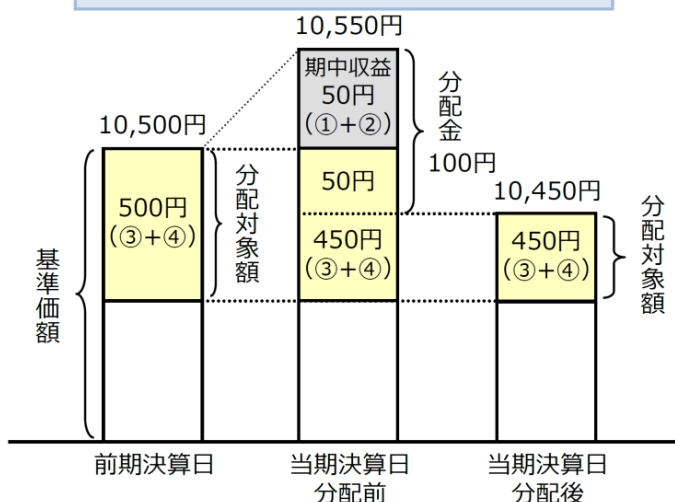 10,550円
期中収益
50円
(①+②)
分配金
100円
10,500円
500円
(③+④)
分配対象額
50円
450円
(③+④)
10,450円
450円
(③+④)
分配対象額
基準価額
前期決算日
当期決算日
分配前
当期決算日
分配後